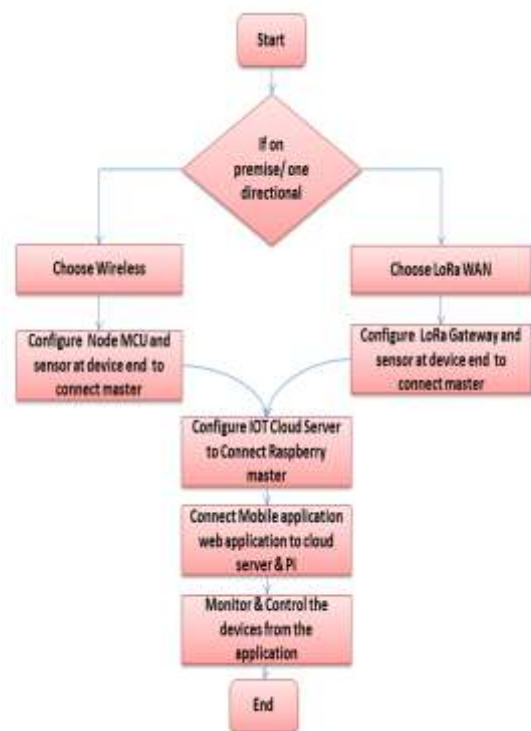 Start
If on
premise/ one
directional
Choose Wireless
Choose LoRa WAN
Configure Node MCU and
sensor at device end to
connect master
Configure LoRa Gateway and
sensor at device end to
connect master
Configure IOT Cloud Server
to Connect Raspberry
master
Connect Mobile application
web application to cloud
server & Pi
Monitor & Control the
devices from the
application
End